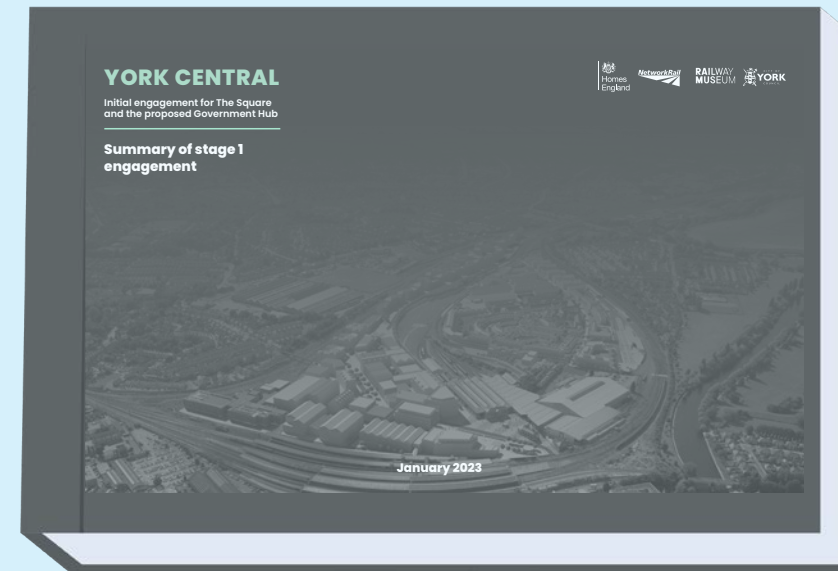 YORK CENTRAL
Initial engagement for The Square
and the proposed Government Hub
Summary of stage 1
engagement
Homes
England
NetworkRail
RAILWAY
MUSEUM
YORK
January 2023